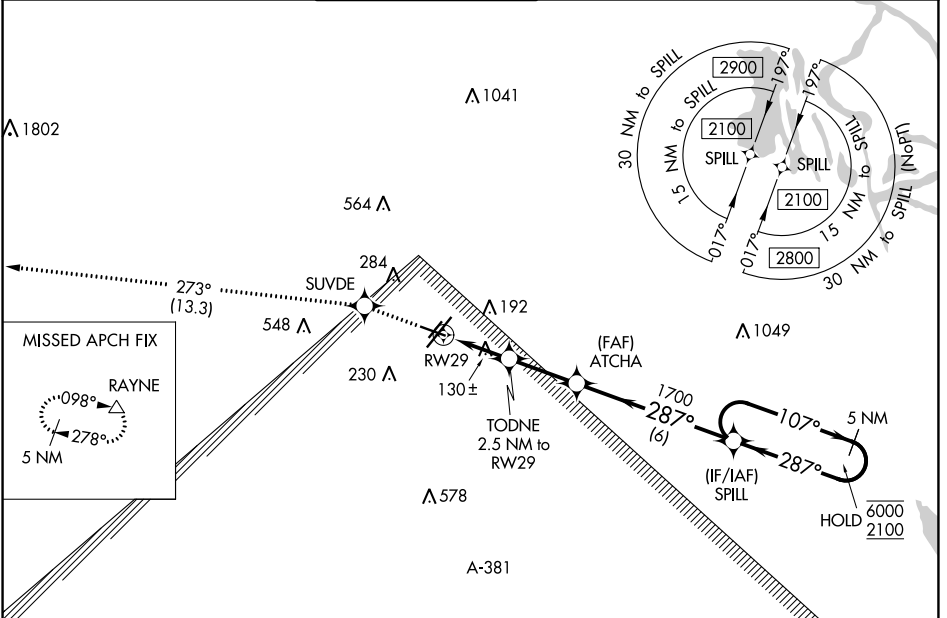 30 NM to SPILL
2900
197°
197°
15 NM to SPILL
2100
SPILL
SPILL
15 NM to SPILL
30 NM to SPILL (NoPT)
2100
017°
017°
2800
1041
1802
564
284
SUVDE
273°
(13.3)
548
192
RW29
130 ±
230
(FAF)
ATCHA
1049
MISSED APCH FIX
RAYNE
098°
278°
5 NM
TODNE
2.5 NM to
RW29
1700
287°
(6)
107°
5 NM
287°
(IF/IAF)
SPILL
HOLD
6000
2100
578
A-381